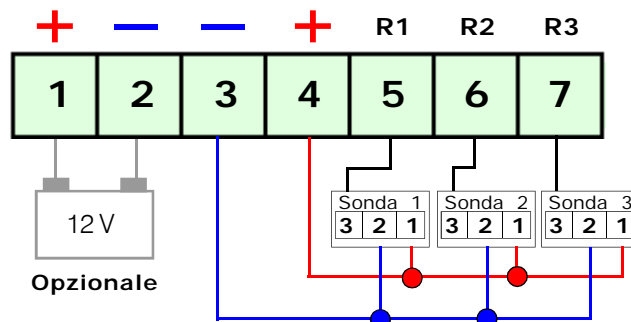 + – – + R1 R2 R3
1 2 3 4 5 6 7
Sonda 1 Sonda 2 Sonda 3
3 2 1 3 2 1 3 2 1
12 V
Opzionale